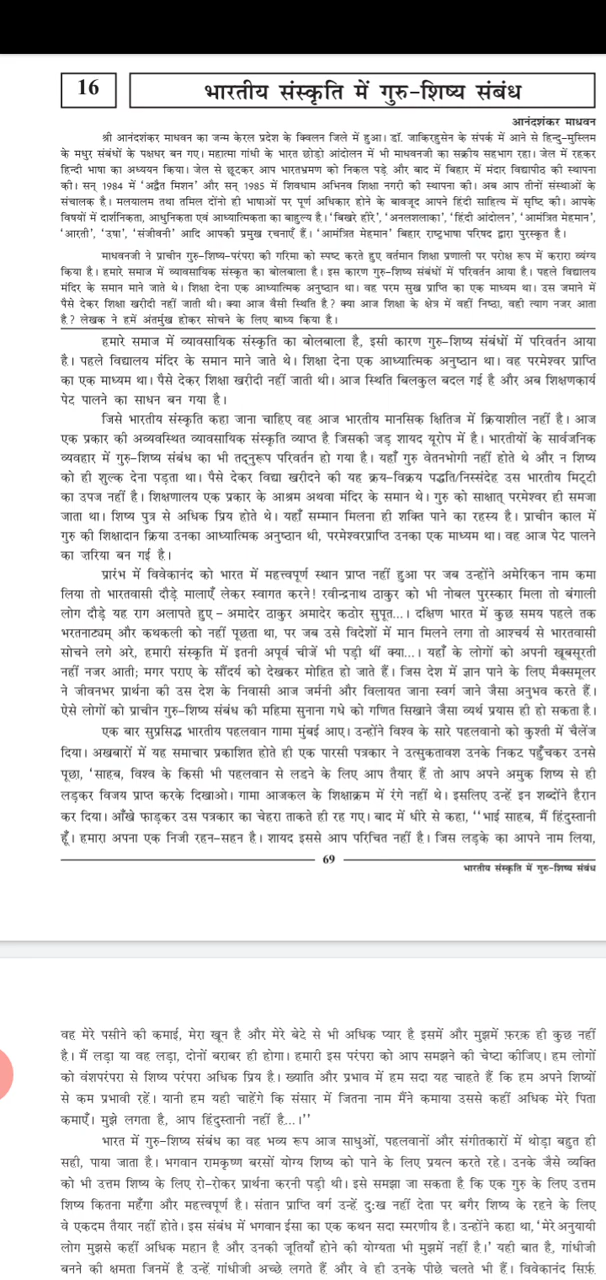 16
भारतीय संस्कृति में गुरु-शिष्य संबंध
आनंदशंकर माधवन
श्री आनंदशंकर माधवन का जन्म केरल प्रदेश के क्विलन जिले में हुआ। डॉ. जाकिरहुसेन के संपर्क में आने से हिन्दु-मुस्लिम
के मधुर संबंधों के पक्षधर बन गए। महात्मा गांधी के भारत छोड़ो आंदोलन में भी माधवनजी का सक्रीय सहभाग रहा। जेल में रहकर
हिन्दी भाषा का अध्ययन किया। जेल से छूटकर आप भारतभ्रमण को निकल पड़े और बाद में बिहार में मंदार विद्यापीठ की स्थापना
की। सन् 1984 में 'अद्वैत मिशन' और सन् 1985 में शिवधाम अभिनव शिक्षा नगरी की स्थापना की। अब आप तीनों संस्थाओं के
संचालक है। मलयालम तथा तमिल दोंनो ही भाषाओं पर पूर्ण अधिकार होने के बावजूद आपने हिंदी साहित्य में सृष्टि की। आपके
विषयों में दार्शनिकता, आधुनिकता एवं आध्यात्मिकता का बाहुल्य है। 'बिखरे हीरे', 'अनलशलाका', 'हिंदी आंदोलन', 'आमंत्रित मेहमान',
'आरती', 'उषा', 'संजीवनी' आदि आपकी प्रमुख रचनाएँ हैं। 'आमंत्रित मेहमान' बिहार राष्ट्रभाषा परिषद द्वारा पुरस्कृत है।
माधवनजी ने प्राचीन गुरु-शिष्य-परंपरा की गरिमा को स्पष्ट करते हुए वर्तमान शिक्षा प्रणाली पर परोक्ष रूप में करारा व्यंग्य
किया है। हमारे समाज में व्यावसायिक संस्कृत का बोलबाला है। इस कारण गुरु-शिष्य संबंधों में परिवर्तन आया है। पहले विद्यालय
मंदिर के समान माने जाते थे। शिक्षा देना एक आध्यात्मिक अनुष्ठान था। वह परम सुख प्राप्ति का एक माध्यम था। उस जमाने में
पैसे देकर शिक्षा खरीदी नहीं जाती थी। क्या आज वैसी स्थिति है? क्या आज शिक्षा के क्षेत्र में वहीं निष्ठा, वही त्याग नजर आता
है? लेखक ने हमें अंतर्मुख होकर सोचने के लिए बाध्य किया है।
हमारे समाज में व्यावसायिक संस्कृति का बोलबाला है, इसी कारण गुरु-शिष्य संबंधों में परिवर्तन आया
है। पहले विद्यालय मंदिर के समान माने जाते थे। शिक्षा देना एक आध्यात्मिक अनुष्ठान था। वह परमेश्वर प्राप्ति
का एक माध्यम था। पैसे देकर शिक्षा खरीदी नहीं जाती थी। आज स्थिति बिलकुल बदल गई है और अब शिक्षणकार्य
पेट पालने का साधन बन गया है।
जिसे भारतीय संस्कृति कहा जाना चाहिए वह आज भारतीय मानसिक क्षितिज में क्रियाशील नहीं है। आज
एक प्रकार की अव्यवस्थित व्यावसायिक संस्कृति व्याप्त है जिसकी जड़ शायद यूरोप में है। भारतीयों के सार्वजनिक
व्यवहार में गुरु-शिष्य संबंध का भी तद्‌नुरूप परिवर्तन हो गया है। यहाँ गुरु वेतनभोगी नहीं होते थे और न शिष्य
को ही शुल्क देना पड़ता था। पैसे देकर विद्या खरीदने की यह क्रय-विक्रय पद्धति/निस्संदेह उस भारतीय मिट्टी
का उपज नहीं है। शिक्षणालय एक प्रकार के आश्रम अथवा मंदिर के समान थे। गुरु को साक्षात् परमेश्वर ही समजा
जाता था। शिष्य पुत्र से अधिक प्रिय होते थे। यहाँ सम्मान मिलना ही शक्ति पाने का रहस्य है। प्राचीन काल में
गुरु की शिक्षादान क्रिया उनका आध्यात्मिक अनुष्ठान थी, परमेश्वरप्राप्ति उनका एक माध्यम था। वह आज पेट पालने
का ज़रिया बन गई है।
प्रारंभ में विवेकानंद को भारत में महत्त्वपूर्ण स्थान प्राप्त नहीं हुआ पर जब उन्होंने अमेरिकन नाम कमा
लिया तो भारतवासी दौड़े मालाएँ लेकर स्वागत करने! रवीन्द्रनाथ ठाकुर को भी नोबल पुरस्कार मिला तो बंगाली
लोग दौड़े यह राग अलापते हुए - अमादेर ठाकुर अमादेर कठोर सुपूत...। दक्षिण भारत में कुछ समय पहले तक
भरतनाट्यम् और कथकली को नहीं पूछता था, पर जब उसे विदेशों में मान मिलने लगा तो आश्चर्य से भारतवासी
सोचने लगे अरे, हमारी संस्कृति में इतनी अपूर्व चीजें भी पड़ी थीं क्या...। यहाँ के लोगों को अपनी खूबसूरती
नहीं नजर आती; मगर पराए के सौंदर्य को देखकर मोहित हो जाते हैं। जिस देश में ज्ञान पाने के लिए मैक्समूलर
ने जीवनभर प्रार्थना की उस देश के निवासी आज जर्मनी और विलायत जाना स्वर्ग जाने जैसा अनुभव करते हैं।
ऐसे लोगों को प्राचीन गुरु-शिष्य संबंध की महिमा सुनाना गधे को गणित सिखाने जैसा व्यर्थ प्रयास ही हो सकता है।
एक बार सुप्रसिद्ध भारतीय पहलवान गामा मुंबई आए। उन्होंने विश्व के सारे पहलवानो को कुश्ती में चैलेंज
दिया। अखबारों में यह समाचार प्रकाशित होते ही एक पारसी पत्रकार ने उत्सुकतावश उनके निकट पहुँचकर उनसे
पूछा, 'साहब, विश्व के किसी भी पहलवान से लडने के लिए आप तैयार हैं तो आप अपने अमुक शिष्य से ही
लड़कर विजय प्राप्त करके दिखाओ। गामा आजकल के शिक्षाक्रम में रंगे नहीं थे। इसलिए उन्हें इन शब्दोंने हैरान
कर दिया। आँखे फाड़कर उस पत्रकार का चेहरा ताकते ही रह गए। बाद में धीरे से कहा, ''भाई साहब, मैं हिंदुस्तानी
हूँ। हमारा अपना एक निजी रहन-सहन है। शायद इससे आप परिचित नहीं है। जिस लड़के का आपने नाम लिया,
69
भारतीय संस्कृति में गुरु-शिष्य संबंध
वह मेरे पसीने की कमाई, मेरा खून है और मेरे बेटे से भी अधिक प्यार है इसमें और मुझमें फ़रक़ ही कुछ नहीं
है। मैं लड़ा या वह लड़ा, दोनों बराबर ही होगा। हमारी इस परंपरा को आप समझने की चेष्टा कीजिए। हम लोगों
को वंशपरंपरा से शिष्य परंपरा अधिक प्रिय है। ख्याति और प्रभाव में हम सदा यह चाहते हैं कि हम अपने शिष्यों
से कम प्रभावी रहें। यानी हम यही चाहेंगे कि संसार में जितना नाम मैंने कमाया उससे कहीं अधिक मेरे पिता
कमाएँ। मुझे लगता है, आप हिंदुस्तानी नहीं है...।''
भारत में गुरु-शिष्य संबंध का वह भव्य रूप आज साधुओं, पहलवानों और संगीतकारों में थोड़ा बहुत ही
सही, पाया जाता है। भगवान रामकृष्ण बरसों योग्य शिष्य को पाने के लिए प्रयत्न करते रहे। उनके जैसे व्यक्ति
को भी उत्तम शिष्य के लिए रो-रोकर प्रार्थना करनी पड़ी थी। इसे समझा जा सकता है कि एक गुरु के लिए उत्तम
शिष्य कितना महँगा और महत्त्वपूर्ण है। संतान प्राप्ति वर्ग उन्हें दुःख नहीं देता पर बगैर शिष्य के रहने के लिए
वे एकदम तैयार नहीं होते। इस संबंध में भगवान ईसा का एक कथन सदा स्मरणीय है। उन्होंने कहा था, 'मेरे अनुयायी
लोग मुझसे कहीं अधिक महान है और उनकी जूतियाँ होने की योग्यता भी मुझमें नहीं है।' यही बात है, गांधीजी
बनने की क्षमता जिनमें है उन्हें गांधीजी अच्छे लगते हैं और वे ही उनके पीछे चलते भी हैं। विवेकानंद सिर्फ़